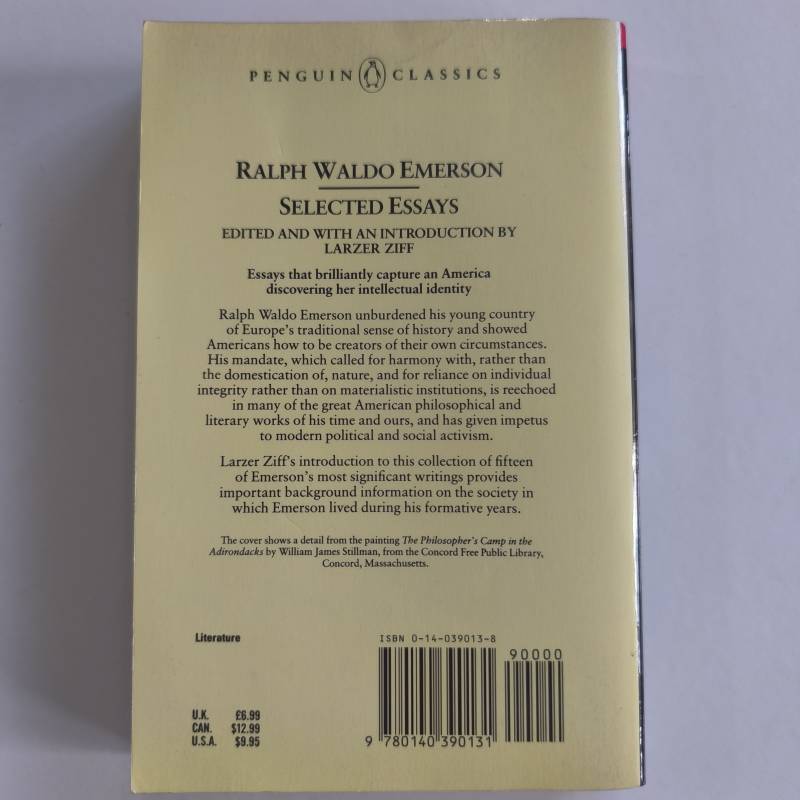 PENGUIN CLASSICS
RALPH WALDO EMERSON
SELECTED ESSAYS
EDITED AND WITH AN INTRODUCTION BY
LARZER ZIFF
Essays that brilliantly capture an America
discovering her intellectual identity
Ralph Waldo Emerson unburdened his young country
of Europe's traditional sense of history and showed
Americans how to be creators of their own circumstances.
His mandate, which called for harmony with, rather than
the domestication of, nature, and for reliance on individual
integrity rather than on materialistic institutions, is reechoed
in many of the great American philosophical and
literary works of his time and ours, and has given impetus
to modern political and social activism.
Larzer Ziff's introduction to this collection of fifteen
of Emerson's most significant writings provides
important background information on the society in
which Emerson lived during his formative years.
The cover shows a detail from the painting The Philosopher's Camp in the
Adirondacks by William James Stillman, from the Concord Free Public Library,
Concord, Massachusetts.
Literature
ISBN 0-14-039013-8
90000
U.K. £6.99
CAN. $12.99
U.S.A. $9.95
9 780140 390131